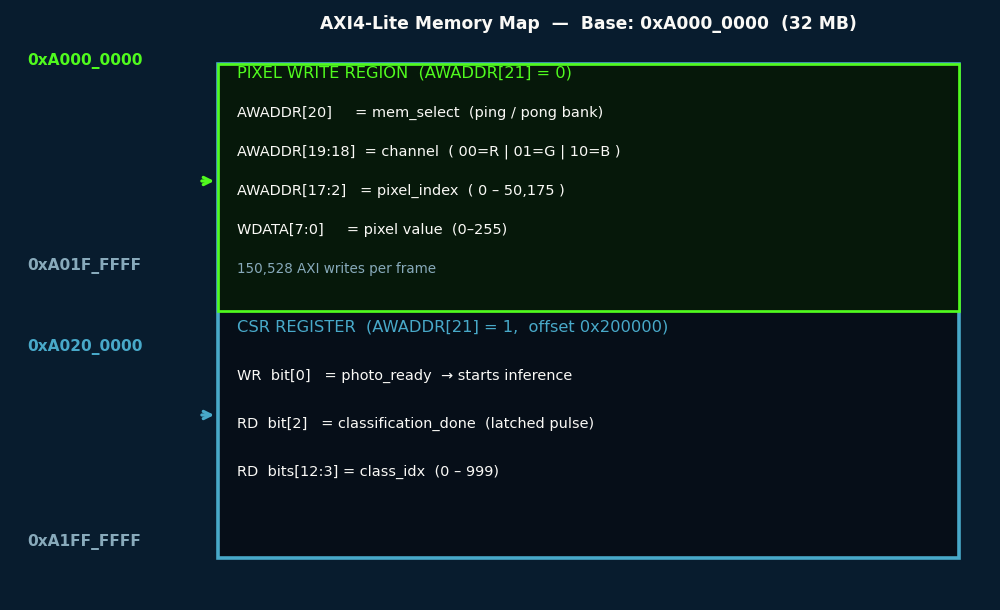 AXI4-Lite Memory Map — Base: 0xA000_0000 (32 MB)
0xA000_0000
PIXEL WRITE REGION (AWADDR[21] = 0)
AWADDR[20] = mem_select (ping / pong bank)
AWADDR[19:18] = channel ( 00=R | 01=G | 10=B )
AWADDR[17:2] = pixel_index ( 0 – 50,175 )
WDATA[7:0] = pixel value (0–255)
150,528 AXI writes per frame
0xA01F_FFFF
CSR REGISTER (AWADDR[21] = 1, offset 0x200000)
0xA020_0000
WR bit[0] = photo_ready → starts inference
RD bit[2] = classification_done (latched pulse)
RD bits[12:3] = class_idx (0 – 999)
0xA1FF_FFFF